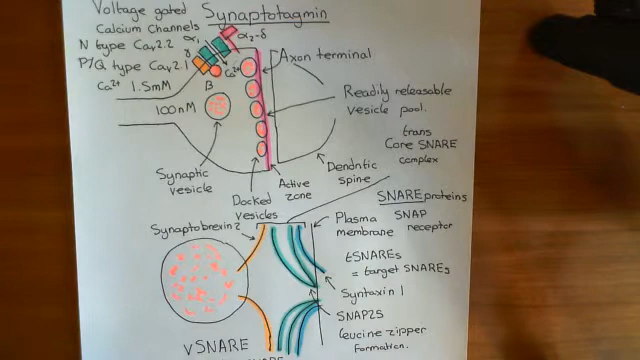 Voltage gated Synaptotagmin
Calcium Channels
N type Cav2.2
P/Q type Cav2.1
α1
α2-δ
γ
β
Ca2+
Ca2+ 1.5mM
100nM
Axon terminal
Readily releasable
vesicle pool.
trans
Core SNARE
complex
Synaptic
vesicle
Docked
vesicles
Active
zone
Dendritic
spine
SNARE proteins
SNAP
receptor
Synaptobrevin 2
Plasma
membrane
tSNAREs
= target SNAREs
Syntaxin 1
SNAP25
Leucine zipper
formation.
vSNARE